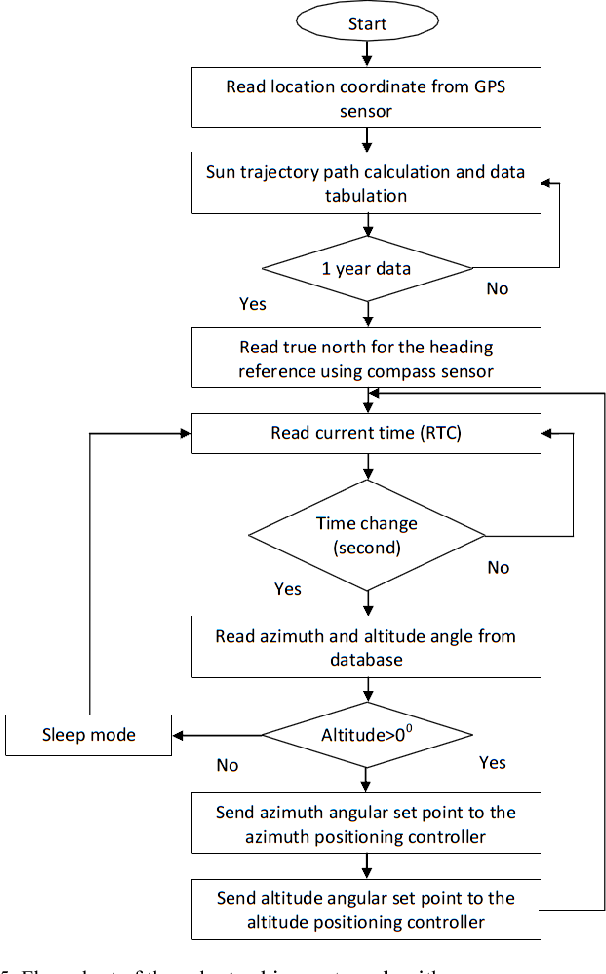 Start
Read location coordinate from GPS
sensor
Sun trajectory path calculation and data
tabulation
1 year data
No
Yes
Read true north for the heading
reference using compass sensor
Read current time (RTC)
Time change
(second)
No
Yes
Read azimuth and altitude angle from
database
Sleep mode
Altitude>0⁰
No
Yes
Send azimuth angular set point to the
azimuth positioning controller
Send altitude angular set point to the
altitude positioning controller